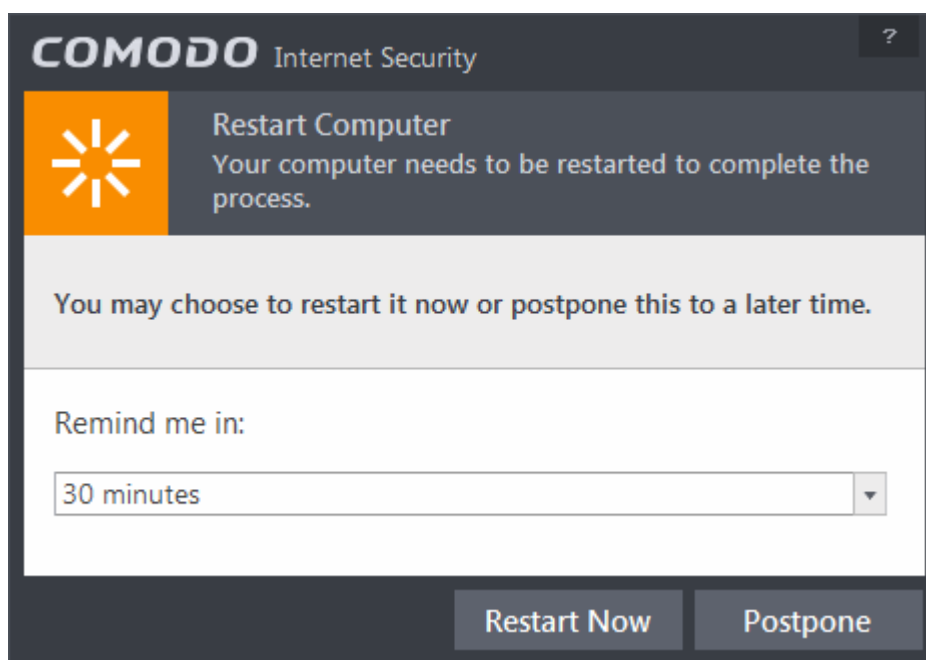 COMODO Internet Security
?
Restart Computer
Your computer needs to be restarted to complete the
process.
You may choose to restart it now or postpone this to a later time.
Remind me in:
30 minutes
Restart Now
Postpone